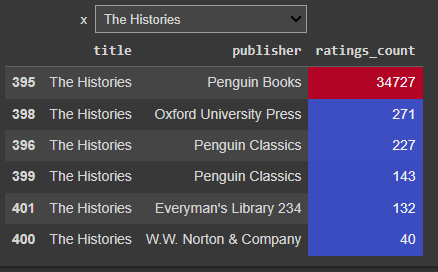 x The Histories
title publisher ratings_count
395 The Histories Penguin Books 34727
398 The Histories Oxford University Press 271
396 The Histories Penguin Classics 227
399 The Histories Penguin Classics 143
401 The Histories Everyman's Library 234 132
400 The Histories W.W. Norton & Company 40